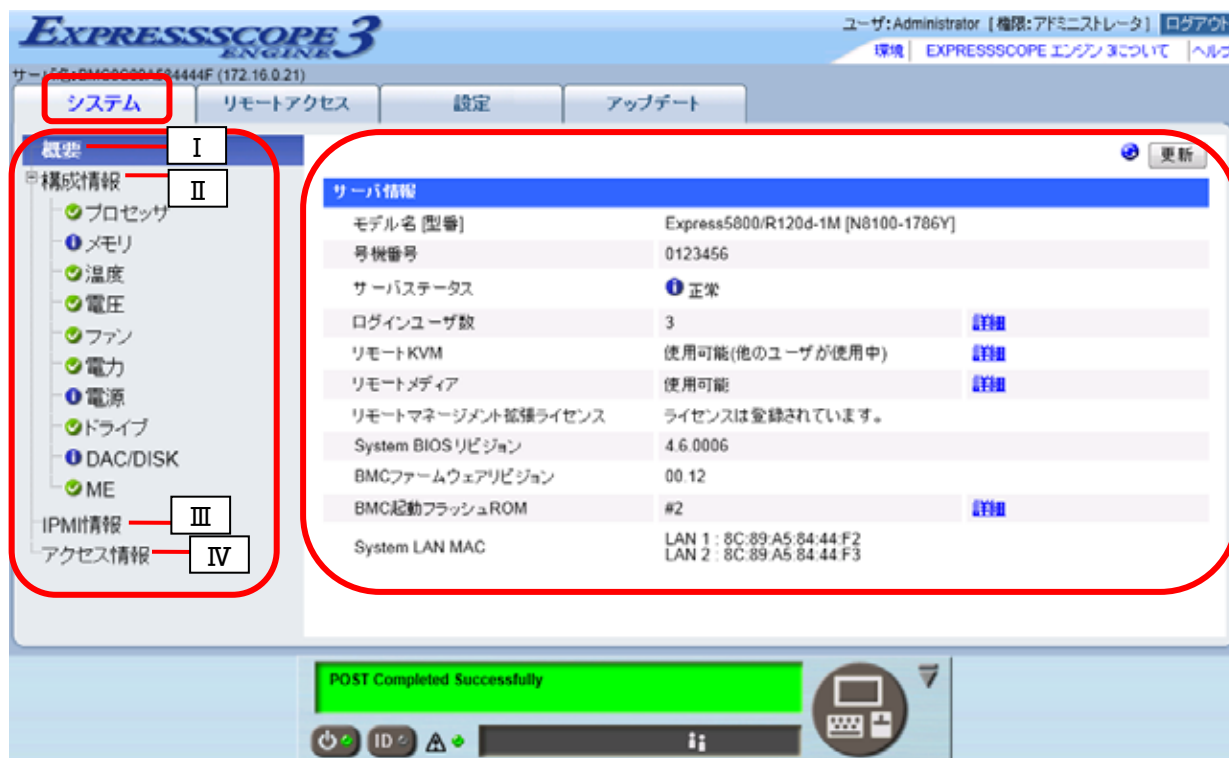 EXPRESSSCOPE 3
ENGINE
ユーザ:Administrator [権限:アドミニストレータ] ログアウト
環境 EXPRESSSCOPE エンジン 3について ヘルプ
(172.16.0.21)
システム リモートアクセス 設定 アップデート
概要 Ⅰ
構成情報 Ⅱ
プロセッサ
メモリ
温度
電圧
ファン
電力
電源
ドライブ
DAC/DISK
ME
IPMI情報 Ⅲ
アクセス情報 Ⅳ
更新
サーバ情報
モデル名 [型番] Express5800/R120d-1M [N8100-1786Y]
号機番号 0123456
サーバステータス 正常
ログインユーザ数 3 詳細
リモートKVM 使用可能(他のユーザが使用中) 詳細
リモートメディア 使用可能 詳細
リモートマネージメント拡張ライセンス ライセンスは登録されています。
System BIOS リビジョン 4.6.0006
BMCファームウェアリビジョン 00.12
BMC起動フラッシュROM #2 詳細
System LAN MAC LAN 1 : 8C:89:A5:84:44:F2
LAN 2 : 8C:89:A5:84:44:F3
POST Completed Successfully
ID